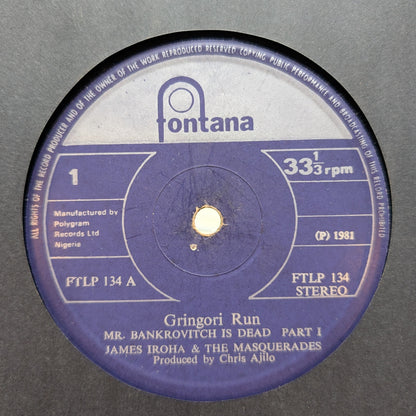 ALL RIGHTS OF THE RECORD PRODUCER AND OF THE OWNER OF THE WORK REPRODUCED RESERVED COPYING PUBLIC PERFORMANCE AND BROADCASTING OF THIS RECORD PROHIBITED
fontana
1
33 1/3 rpm
Manufactured by
Polygram
Records Ltd
Nigeria
(P) 1981
FTLP 134 A
FTLP 134
STEREO
Gringori Run
MR. BANKROVITCH IS DEAD PART I
JAMES IROHA & THE MASQUERADES
Produced by Chris Ajilo